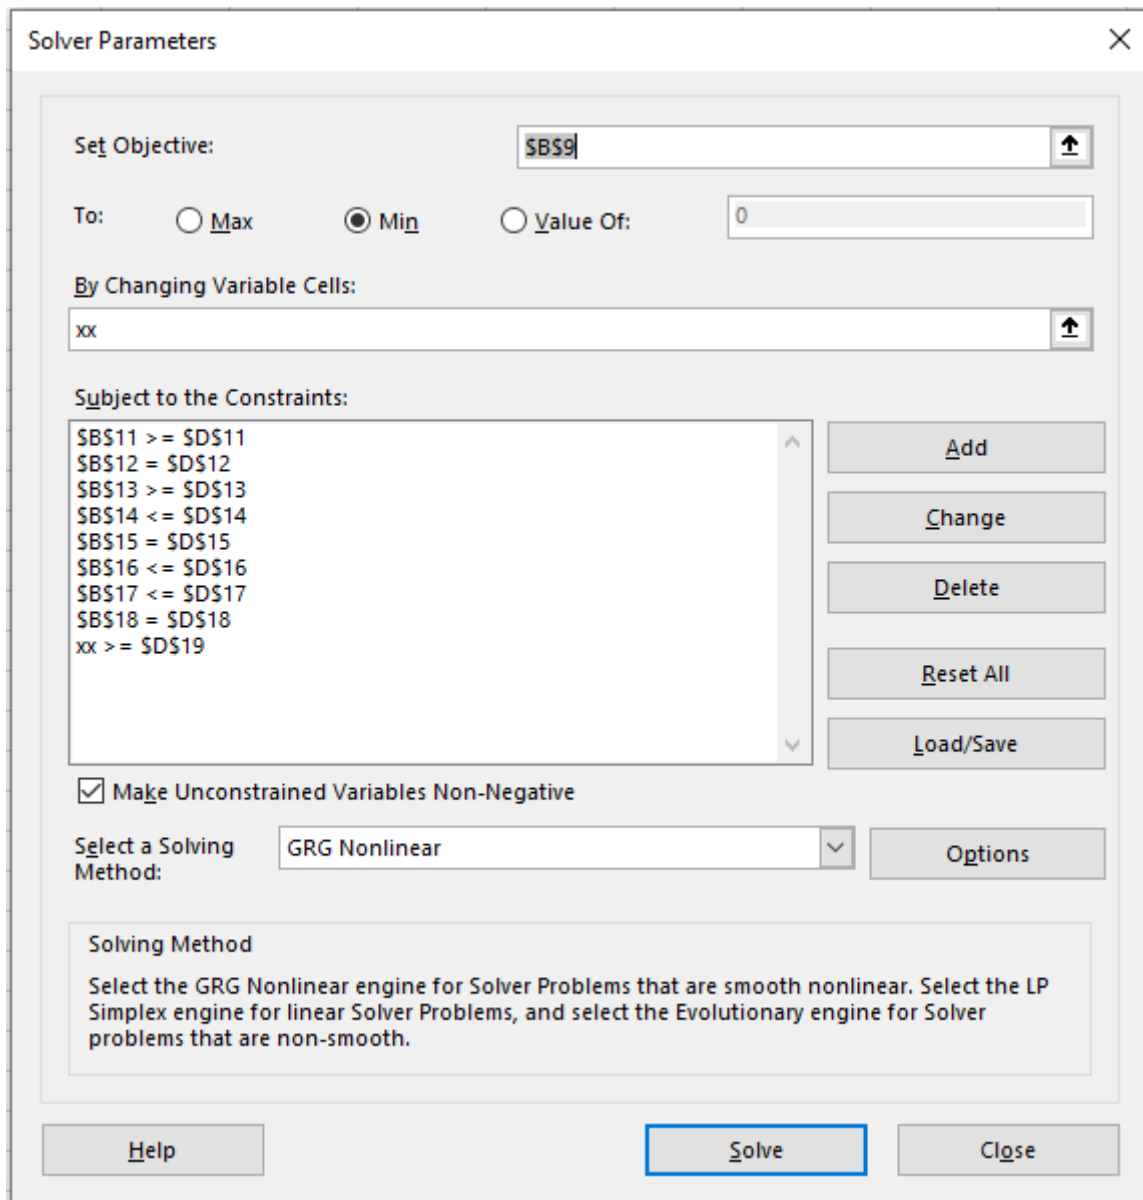 Solver Parameters
Set Objective:
$B$9
To:
Max
Min
Value Of:
0
By Changing Variable Cells:
xx
Subject to the Constraints:
$B$11 >= $D$11
$B$12 = $D$12
$B$13 >= $D$13
$B$14 <= $D$14
$B$15 = $D$15
$B$16 <= $D$16
$B$17 <= $D$17
$B$18 = $D$18
xx >= $D$19
Add
Change
Delete
Reset All
Load/Save
Make Unconstrained Variables Non-Negative
Select a Solving
Method:
GRG Nonlinear
Options
Solving Method
Select the GRG Nonlinear engine for Solver Problems that are smooth nonlinear. Select the LP
Simplex engine for linear Solver Problems, and select the Evolutionary engine for Solver
problems that are non-smooth.
Help
Solve
Close